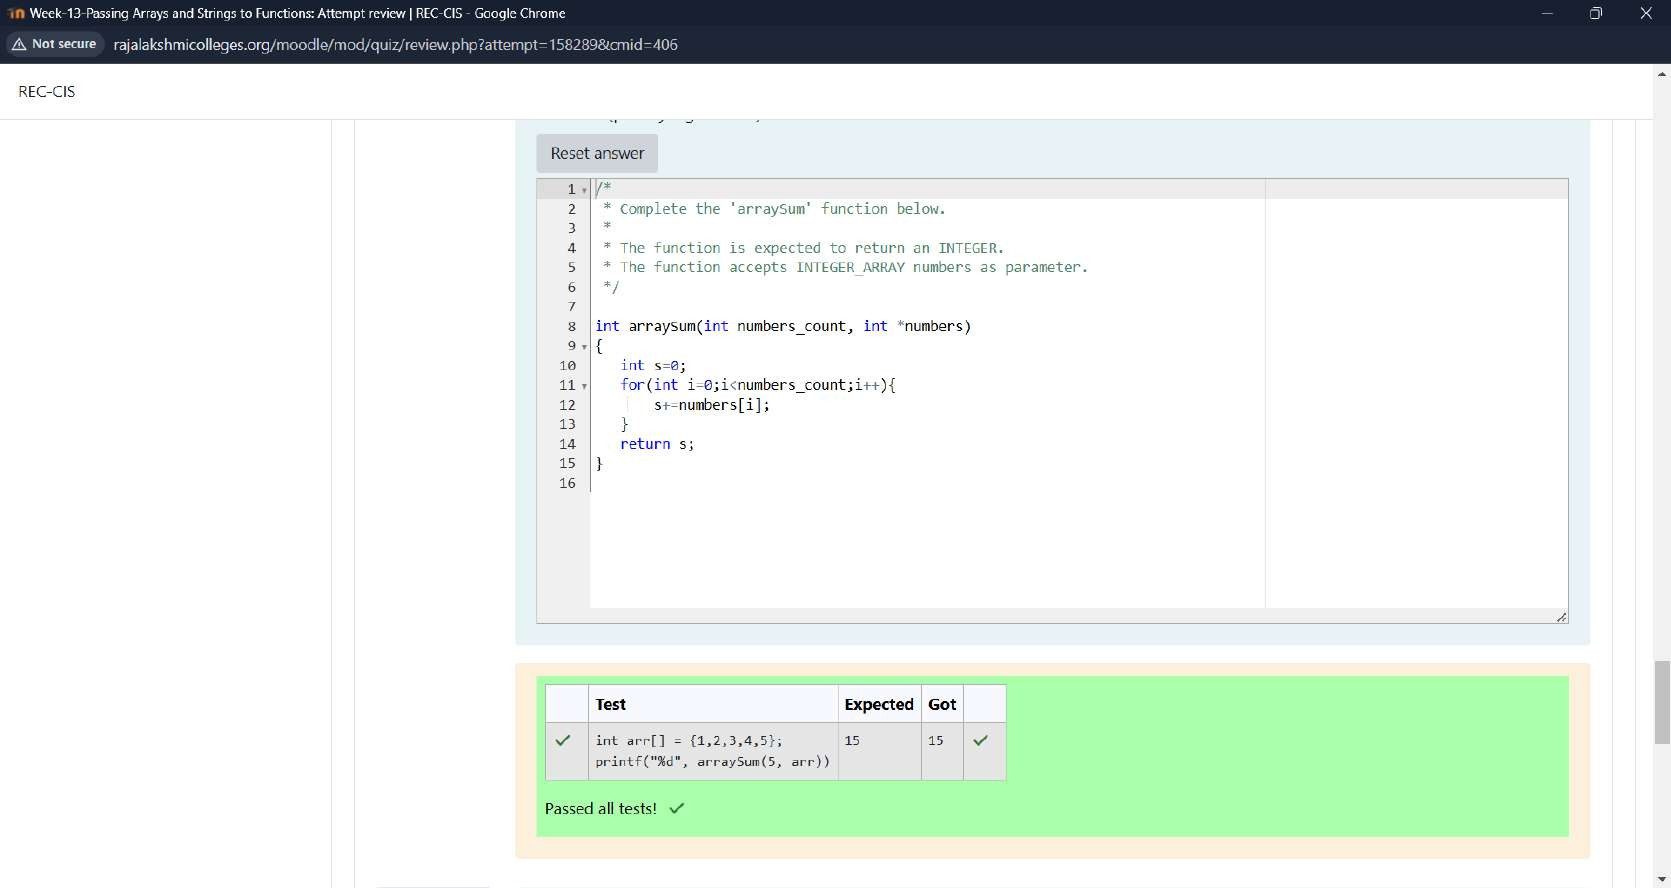 Week-13-Passing Arrays and Strings to Functions: Attempt review | REC-CIS - Google Chrome
Not secure rajalakshmicolleges.org/moodle/mod/quiz/review.php?attempt=158289&cmid=406
REC-CIS
Reset answer
1 /*
2 * Complete the 'arraySum' function below.
3 *
4 * The function is expected to return an INTEGER.
5 * The function accepts INTEGER_ARRAY numbers as parameter.
6 */
7
8 int arraySum(int numbers_count, int *numbers)
9 {
10 int s=0;
11 for(int i=0;i<numbers_count;i++){
12 s+=numbers[i];
13 }
14 return s;
15 }
16
Test Expected Got
int arr[] = {1,2,3,4,5}; 15 15
printf("%d", arraySum(5, arr))
Passed all tests!